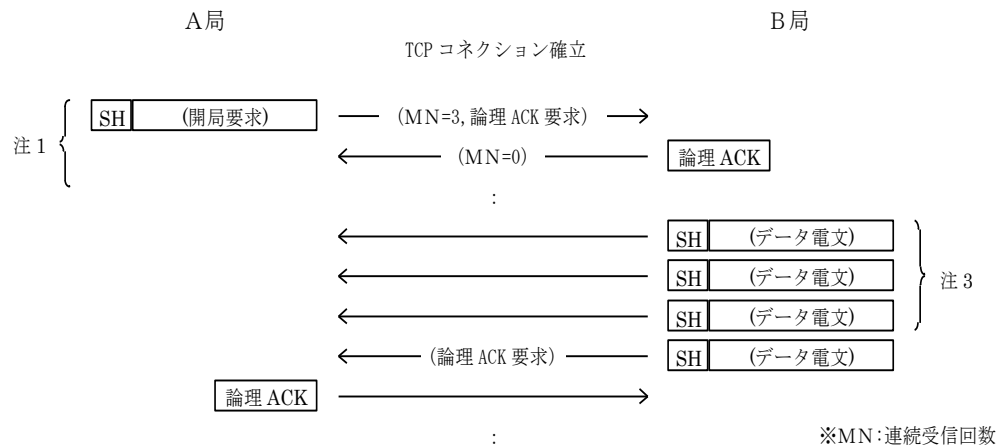 A局 B局
TCP コネクション確立
注1 SH (開局要求) (MN=3,論理 ACK 要求)
(MN=0) 論理 ACK
:
SH (データ電文)
SH (データ電文) 注3
SH (データ電文)
(論理 ACK 要求) SH (データ電文)
論理 ACK
: ※MN:連続受信回数